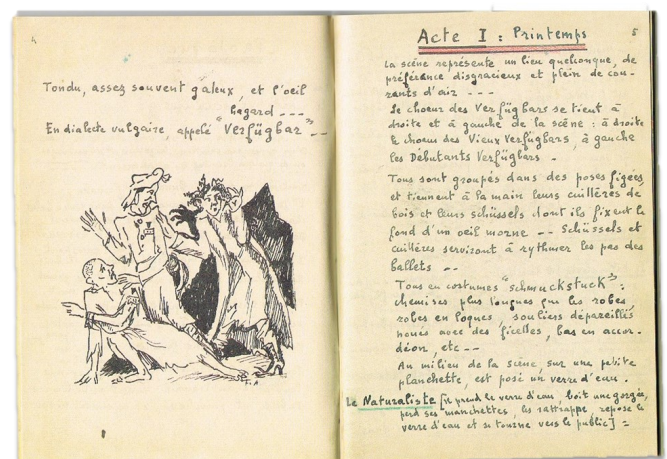 4
Tondu, assez souvent galeux, et l'oeil
hagard ---
En dialecte vulgaire, appelé "Verfügbar" --
F.A
5
Acte I : Printemps
La scène représente un lieu quelconque, de
préférence disgracieux et plein de cou-
rants d'air ---
Le choeur des Verfügbars se tient à
droite et à gauche de la scène : à droite
le choeur des Vieux Verfügbars, à gauche
les Débutants Verfügbars -
Tous sont groupés dans des poses figées,
et tiennent à la main leurs cuillères de
bois et leurs schüssels dont ils fixent le
fond d'un oeil morne -- Schüssels et
cuillères serviront à rythmer les pas des
ballets --
Tous en costumes "schmuckstuck" :
chemises plus longues que les robes,
robes en loques, souliers dépareillés
noués avec des ficelles, bas en accor-
déon, etc --
Au milieu de la scène, sur une petite
planchette, est posé un verre d'eau.
Le Naturaliste [il prend le verre d'eau, boit une gorgée,
perd ses manchettes, les rattrappe, repose le
verre d'eau et se tourne vers le public] =